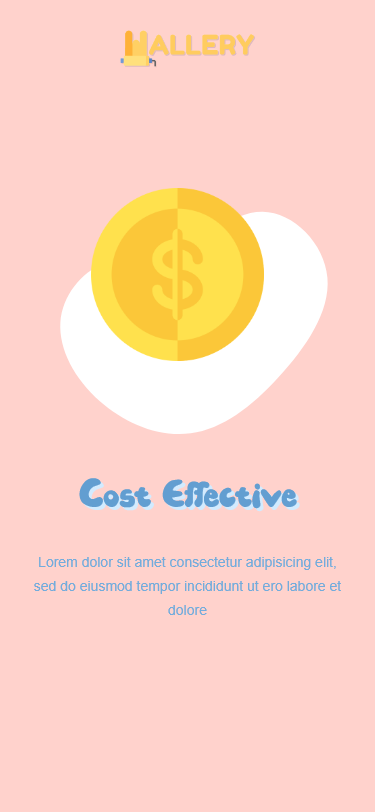 HALLERY
$
Cost Effective
Lorem dolor sit amet consectetur adipisicing elit,
sed do eiusmod tempor incididunt ut ero labore et
dolore